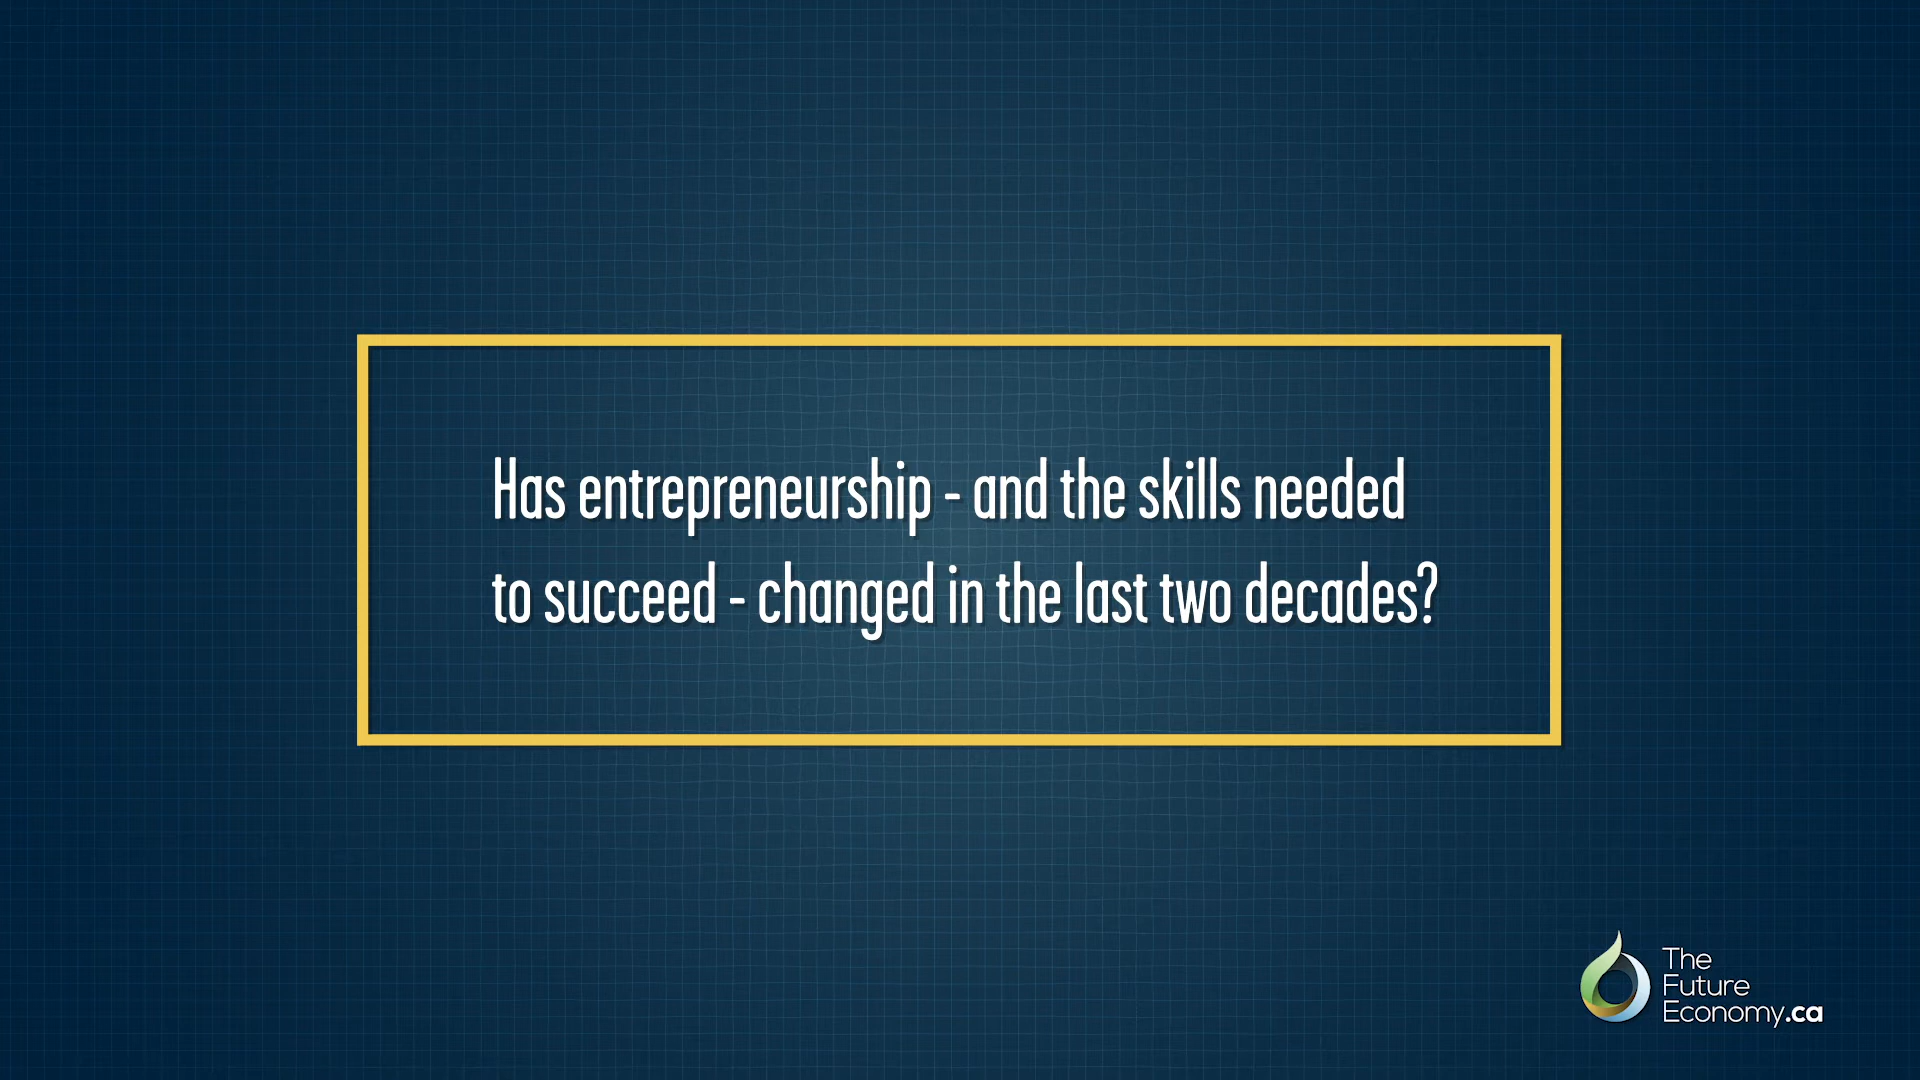 Has entrepreneurship - and the skills needed
to succeed - changed in the last two decades?
The
Future
Economy.ca